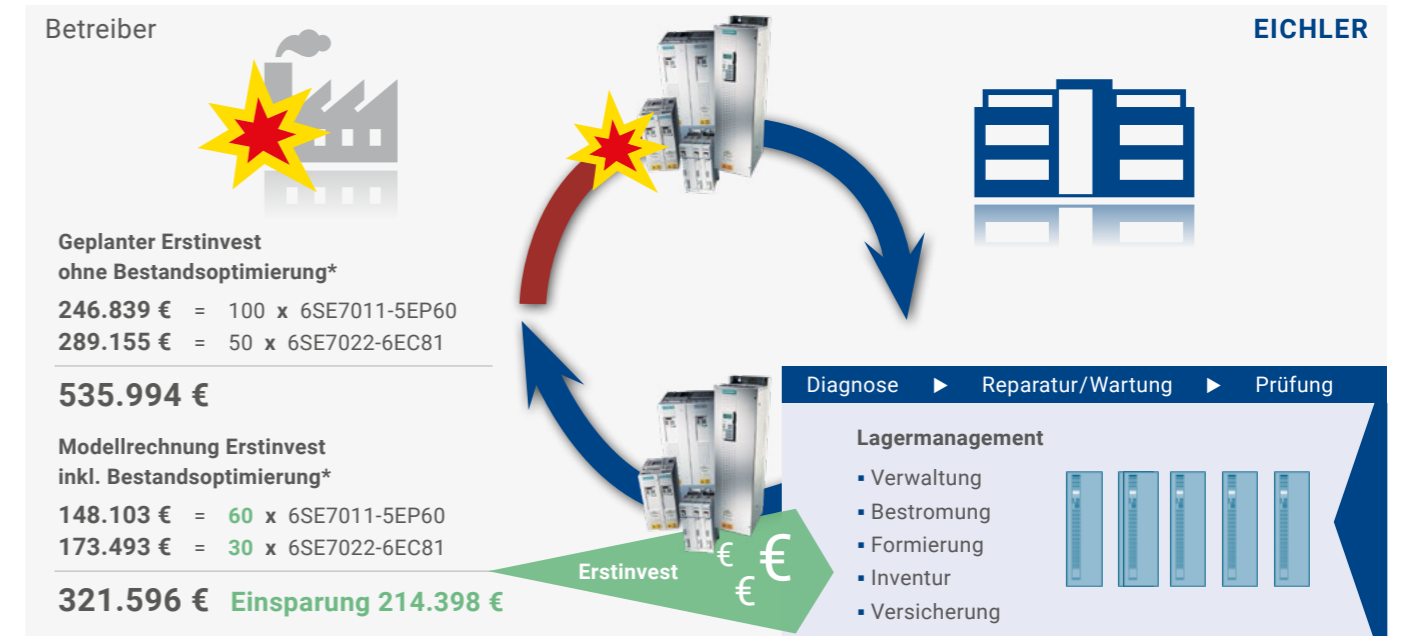 Betreiber
EICHLER
Geplanter Erstinvest
ohne Bestandsoptimierung*
246.839 € = 100 x 6SE7011-5EP60
289.155 € = 50 x 6SE7022-6EC81
535.994 €
Modellrechnung Erstinvest
inkl. Bestandsoptimierung*
148.103 € = 60 x 6SE7011-5EP60
173.493 € = 30 x 6SE7022-6EC81
321.596 € Einsparung 214.398 €
Erstinvest
€
€
€
Diagnose ▶ Reparatur/Wartung ▶ Prüfung
Lagermanagement
▪ Verwaltung
▪ Bestromung
▪ Formierung
▪ Inventur
▪ Versicherung